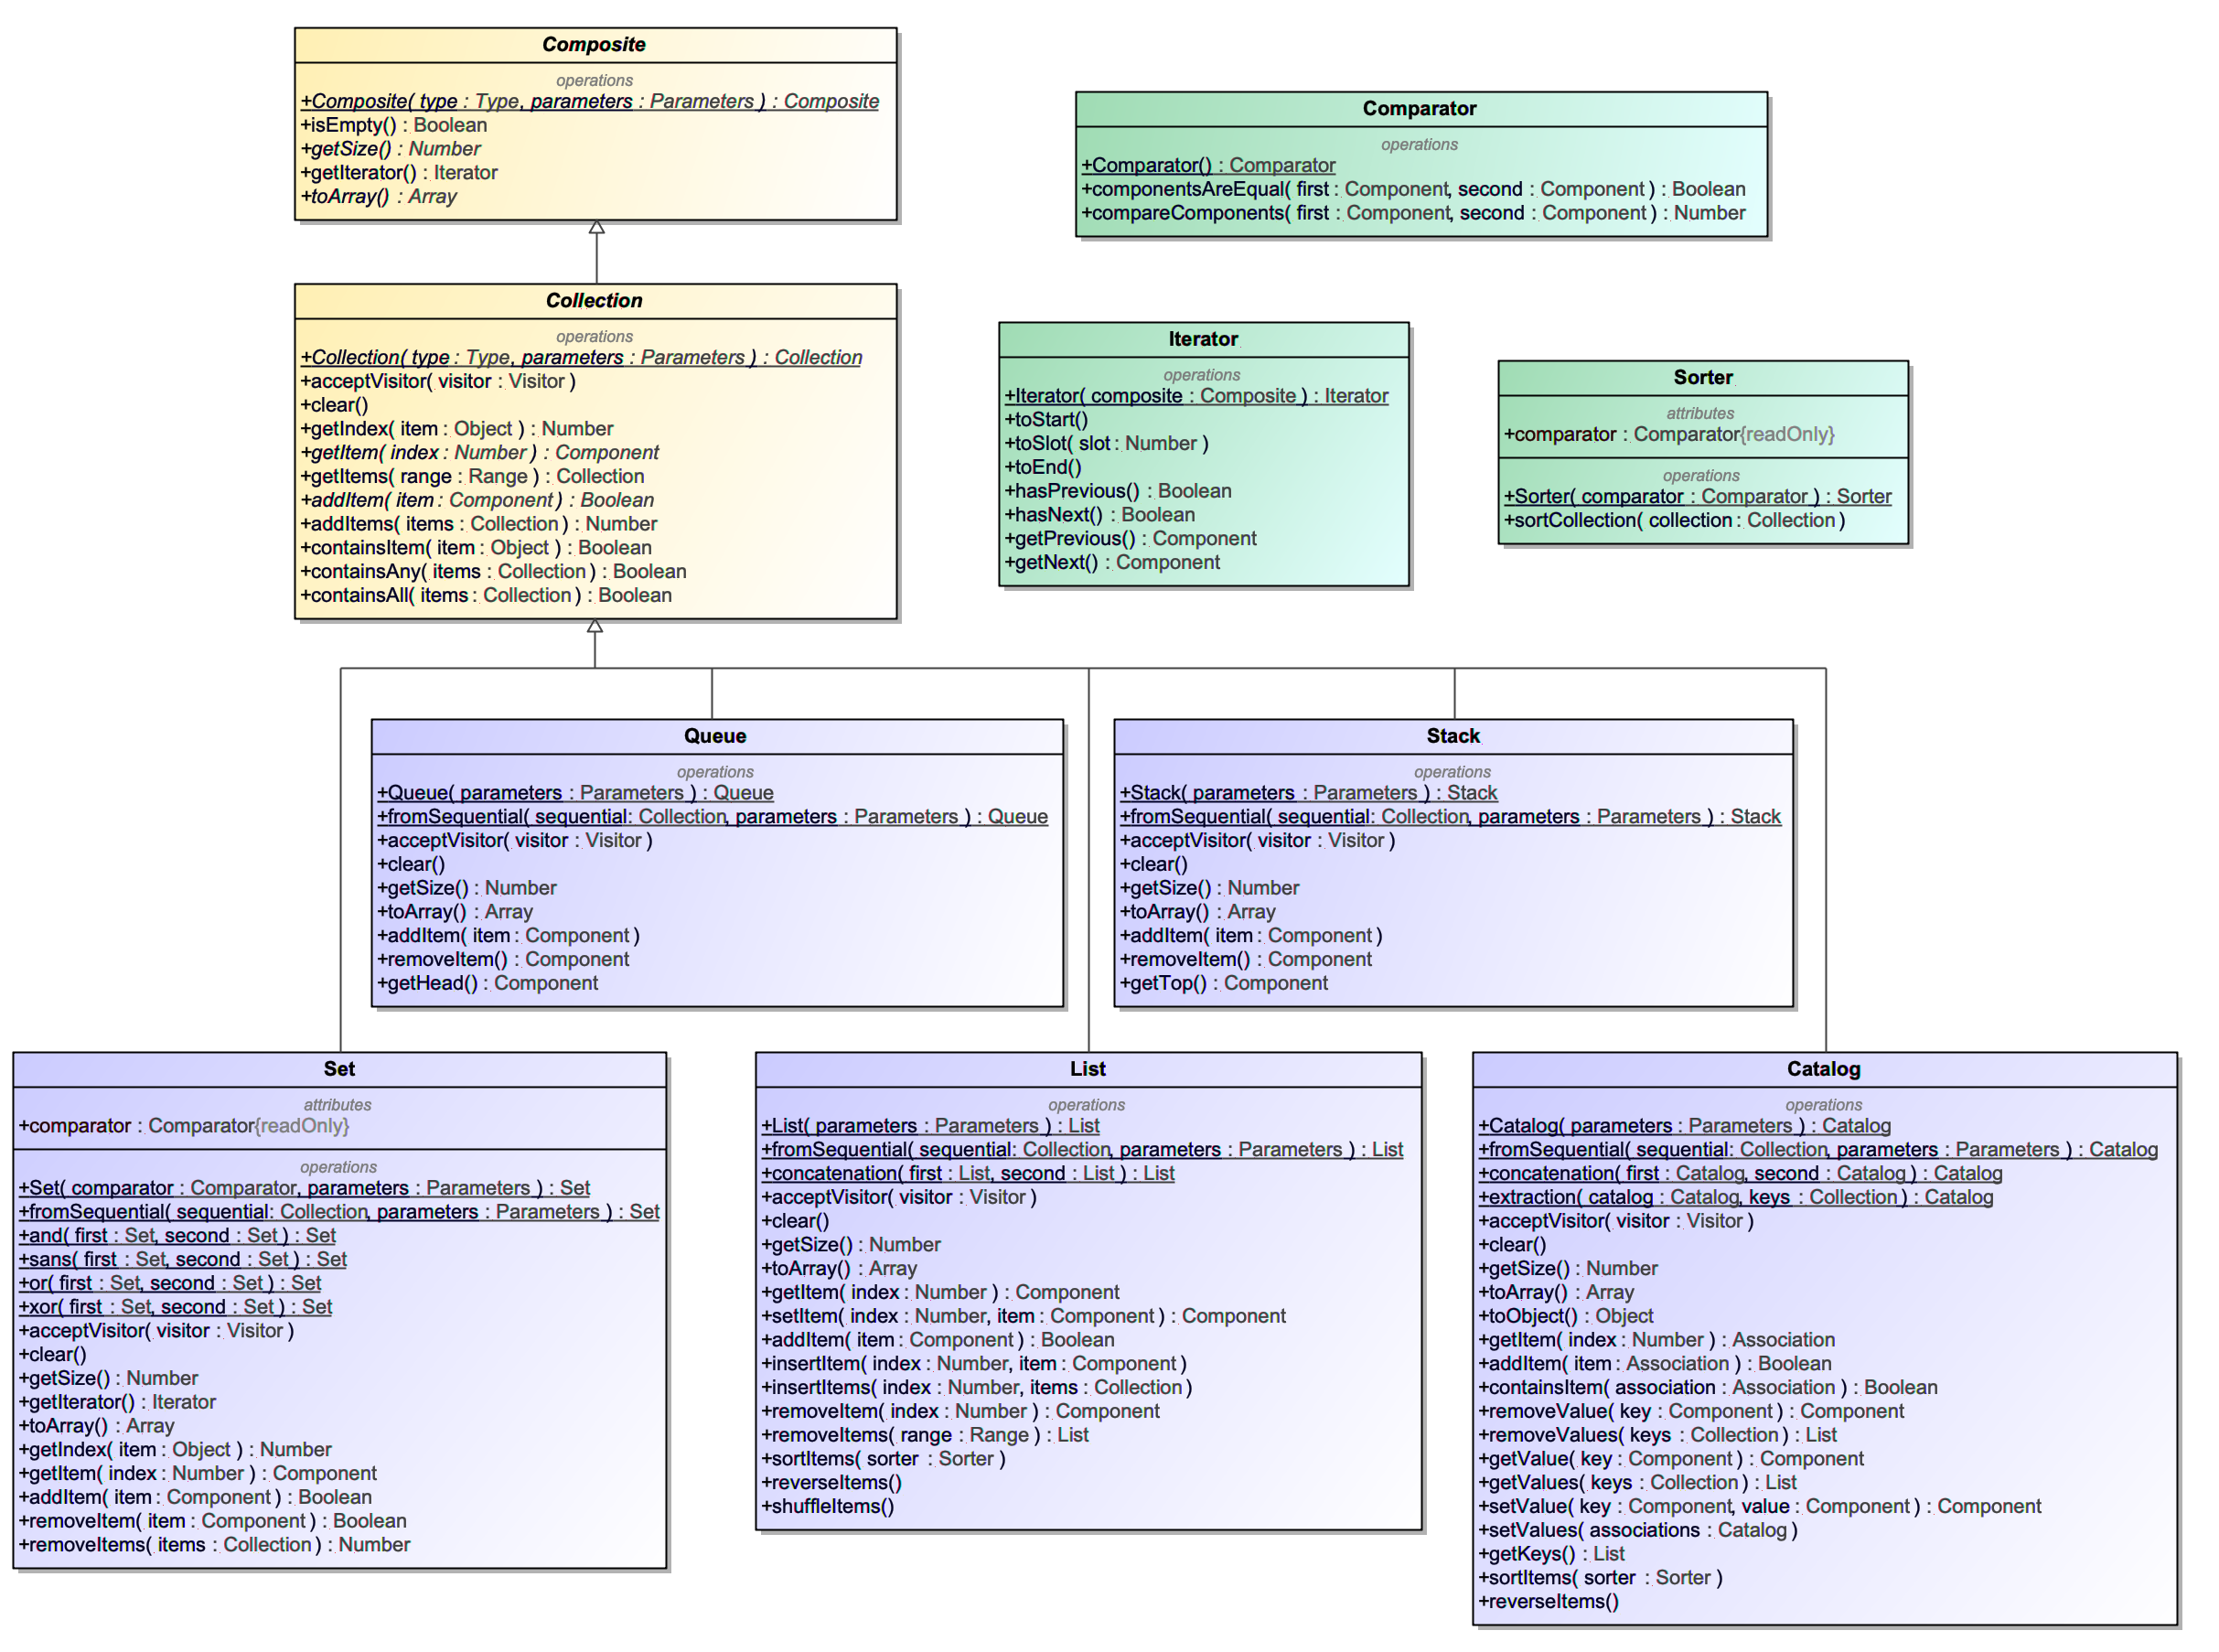 Composite
operations
+Composite( type : Type, parameters : Parameters ) : Composite
+isEmpty() : Boolean
+getSize() : Number
+getIterator() : Iterator
+toArray() : Array
Comparator
operations
+Comparator() : Comparator
+componentsAreEqual( first : Component, second : Component ) : Boolean
+compareComponents( first : Component, second : Component ) : Number
Collection
operations
+Collection( type : Type, parameters : Parameters ) : Collection
+acceptVisitor( visitor : Visitor )
+clear()
+getIndex( item : Object ) : Number
+getItem( index : Number ) : Component
+getItems( range : Range ) : Collection
+addItem( item : Component ) : Boolean
+addItems( items : Collection ) : Number
+containsItem( item : Object ) : Boolean
+containsAny( items : Collection ) : Boolean
+containsAll( items : Collection ) : Boolean
Iterator
operations
+Iterator( composite : Composite ) : Iterator
+toStart()
+toSlot( slot : Number )
+toEnd()
+hasPrevious() : Boolean
+hasNext() : Boolean
+getPrevious() : Component
+getNext() : Component
Sorter
attributes
+comparator : Comparator{readOnly}
operations
+Sorter( comparator : Comparator ) : Sorter
+sortCollection( collection : Collection )
Queue
operations
+Queue( parameters : Parameters ) : Queue
+fromSequential( sequential : Collection, parameters : Parameters ) : Queue
+acceptVisitor( visitor : Visitor )
+clear()
+getSize() : Number
+toArray() : Array
+addItem( item : Component )
+removeItem() : Component
+getHead() : Component
Stack
operations
+Stack( parameters : Parameters ) : Stack
+fromSequential( sequential : Collection, parameters : Parameters ) : Stack
+acceptVisitor( visitor : Visitor )
+clear()
+getSize() : Number
+toArray() : Array
+addItem( item : Component )
+removeItem() : Component
+getTop() : Component
Set
attributes
+comparator : Comparator{readOnly}
operations
+Set( comparator : Comparator, parameters : Parameters ) : Set
+fromSequential( sequential : Collection, parameters : Parameters ) : Set
+and( first : Set, second : Set ) : Set
+sans( first : Set, second : Set ) : Set
+or( first : Set, second : Set ) : Set
+xor( first : Set, second : Set ) : Set
+acceptVisitor( visitor : Visitor )
+clear()
+getSize() : Number
+getIterator() : Iterator
+toArray() : Array
+getIndex( item : Object ) : Number
+getItem( index : Number ) : Component
+addItem( item : Component ) : Boolean
+removeItem( item : Component ) : Boolean
+removeItems( items : Collection ) : Number
List
operations
+List( parameters : Parameters ) : List
+fromSequential( sequential : Collection, parameters : Parameters ) : List
+concatenation( first : List, second : List ) : List
+acceptVisitor( visitor : Visitor )
+clear()
+getSize() : Number
+toArray() : Array
+getItem( index : Number ) : Component
+setItem( index : Number, item : Component ) : Component
+addItem( item : Component ) : Boolean
+insertItem( index : Number, item : Component )
+insertItems( index : Number, items : Collection )
+removeItem( index : Number ) : Component
+removeItems( range : Range ) : List
+sortItems( sorter : Sorter )
+reverseItems()
+shuffleItems()
Catalog
operations
+Catalog( parameters : Parameters ) : Catalog
+fromSequential( sequential : Collection, parameters : Parameters ) : Catalog
+concatenation( first : Catalog, second : Catalog ) : Catalog
+extraction( catalog : Catalog, keys : Collection ) : Catalog
+acceptVisitor( visitor : Visitor )
+clear()
+getSize() : Number
+toArray() : Array
+toObject() : Object
+getItem( index : Number ) : Association
+addItem( item : Association ) : Boolean
+containsItem( association : Association ) : Boolean
+removeValue( key : Component ) : Component
+removeValues( keys : Collection ) : List
+getValue( key : Component ) : Component
+getValues( keys : Collection ) : List
+setValue( key : Component, value : Component ) : Component
+setValues( associations : Catalog )
+getKeys() : List
+sortItems( sorter : Sorter )
+reverseItems()